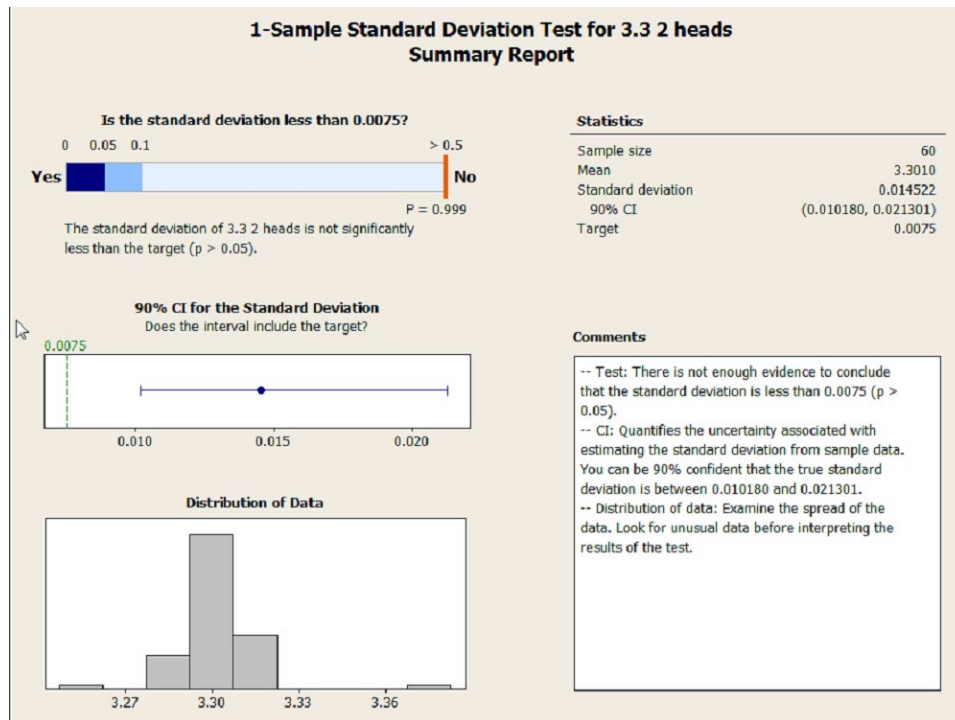 1-Sample Standard Deviation Test for 3.3 2 heads
Summary Report
Is the standard deviation less than 0.0075?
0 0.05 0.1 > 0.5
Yes No
P = 0.999
The standard deviation of 3.3 2 heads is not significantly
less than the target (p > 0.05).
Statistics
Sample size 60
Mean 3.3010
Standard deviation 0.014522
90% CI (0.010180, 0.021301)
Target 0.0075
90% CI for the Standard Deviation
Does the interval include the target?
0.0075
0.010 0.015 0.020
Distribution of Data
3.27 3.30 3.33 3.36
Comments
-- Test: There is not enough evidence to conclude
that the standard deviation is less than 0.0075 (p >
0.05).
-- CI: Quantifies the uncertainty associated with
estimating the standard deviation from sample data.
You can be 90% confident that the true standard
deviation is between 0.010180 and 0.021301.
-- Distribution of data: Examine the spread of the
data. Look for unusual data before interpreting the
results of the test.